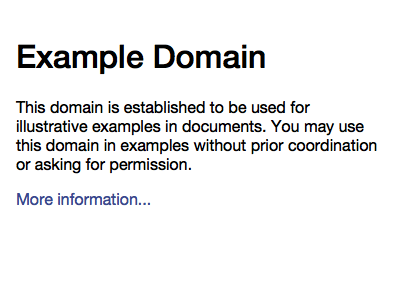 Example Domain
This domain is established to be used for
illustrative examples in documents. You may use
this domain in examples without prior coordination
or asking for permission.
More information...